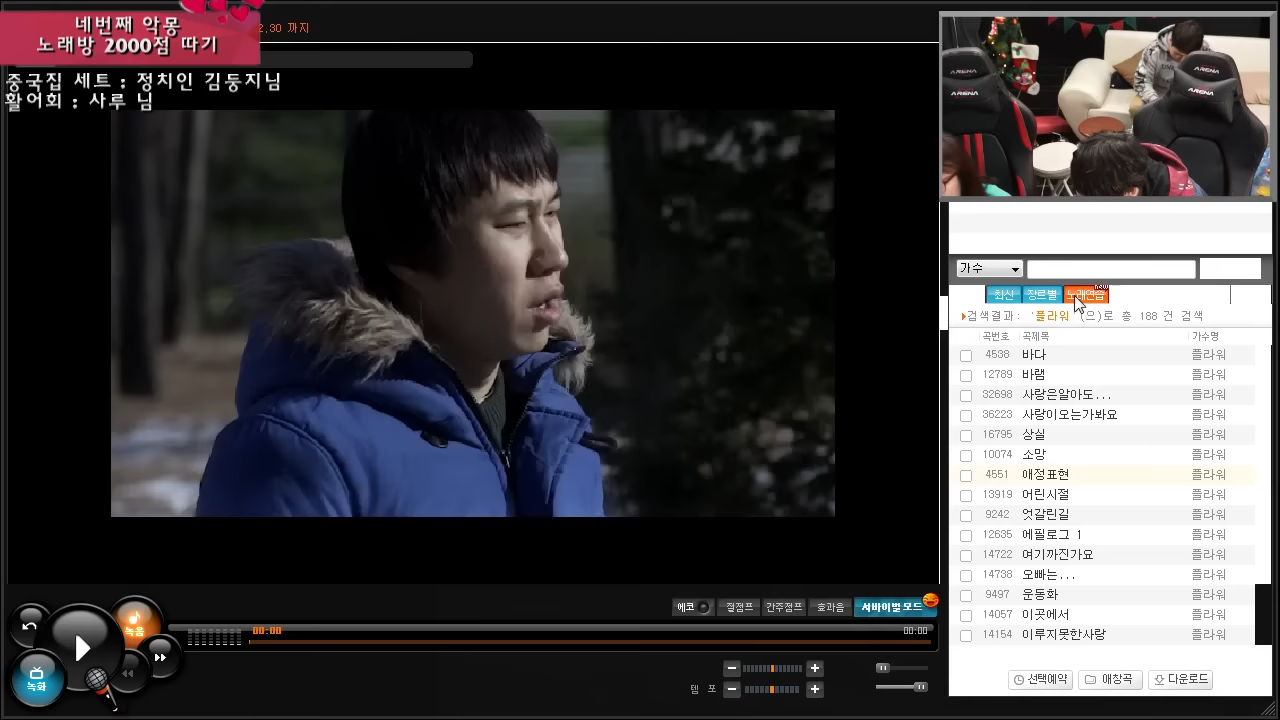 네번째 악몽
노래방 2000점 따기
2,30 까지
중국집 세트 : 정치인 김둥지님
활어회 : 사루 님
ARENA
ARENA
ARENA
ARENA
가수
최신 장르별 노래연습 new
검색결과: '플라워 '(으)로 총 188 건 검색
곡번호 곡제목 가수명
4538 바다 플라워
12789 바램 플라워
32698 사랑은알아도... 플라워
36223 사랑이오는가봐요 플라워
16795 상실 플라워
10074 소망 플라워
4551 애정표현 플라워
13919 어린시절 플라워
9242 엇갈린길 플라워
12635 에필로그 1 플라워
14722 여기까진가요 플라워
14738 오빠는... 플라워
9497 운동화 플라워
14057 이곳에서 플라워
14154 이루지못한사랑 플라워
선택예약 애창곡 다운로드
에코 절점프 간주점프 효과음 서바이벌 모드
녹음
00:00 00:00
녹화
템 포